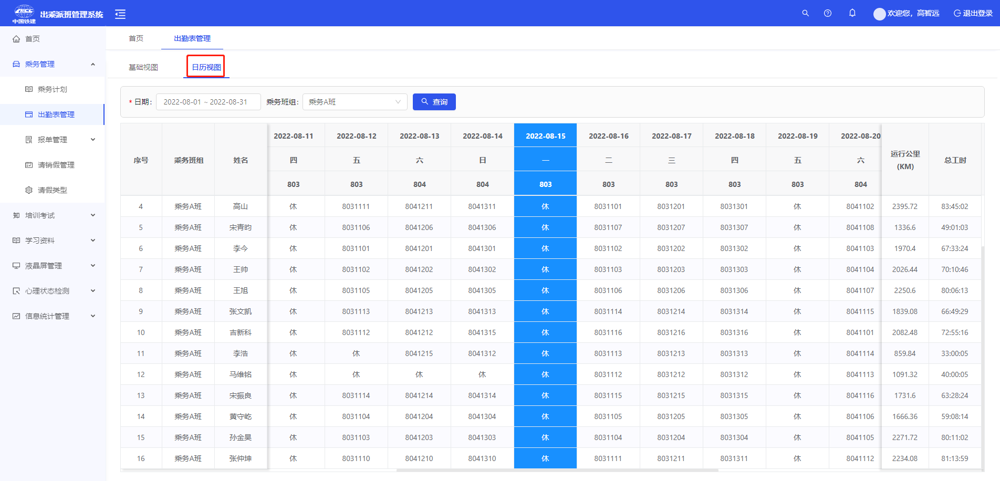 CRCC
中国铁建
出乘派班管理系统
欢迎您，高智远
退出登录
首页
乘务管理
乘务计划
出勤表管理
报单管理
请销假管理
请假类型
知 培训考试
学习资料
液晶屏管理
心理状态检测
信息统计管理
首页 出勤表管理
基础视图 日历视图
* 日期： 2022-08-01 ~ 2022-08-31 乘务班组： 乘务A班 查询
序号 乘务班组 姓名 2022-08-11 2022-08-12 2022-08-13 2022-08-14 2022-08-15 2022-08-16 2022-08-17 2022-08-18 2022-08-19 2022-08-20 运行公里 (KM) 总工时
四 五 六 日 一 二 三 四 五 六
803 803 804 804 803 803 803 803 803 804
4 乘务A班 高山 休 8031111 8041211 8041311 休 8031101 8031201 8031301 休 8041102 2395.72 83:45:02
5 乘务A班 宋青昀 休 8031106 8041206 8041306 休 8031107 8031207 8031307 休 8041108 1336.6 49:01:03
6 乘务A班 李今 休 8031101 8041201 8041301 休 8031102 8031202 8031302 休 8041103 1970.4 67:33:24
7 乘务A班 王帅 休 8031102 8041202 8041302 休 8031103 8031203 8031303 休 8041104 2026.44 70:10:46
8 乘务A班 王旭 休 8031105 8041205 8041305 休 8031106 8031206 8031306 休 8041107 2250.6 80:06:13
9 乘务A班 张文凯 休 8031113 8041213 8041313 休 8031114 8031214 8031314 休 8041115 1839.08 66:49:29
10 乘务A班 吉新科 休 8031112 8041212 8041315 休 8031116 8031216 8031316 休 8041101 2082.48 72:55:16
11 乘务A班 李浩 休 休 8041215 8041312 休 8031113 8031213 8031313 休 8041114 859.84 33:00:05
12 乘务A班 马维铭 休 休 休 休 休 8031112 8031212 8031312 休 8041113 1091.32 40:00:05
13 乘务A班 宋振良 休 8031114 8041214 8041314 休 8031115 8031215 8031315 休 8041116 1731.6 63:28:24
14 乘务A班 黄守屹 休 8031104 8041204 8041304 休 8031105 8031205 8031305 休 8041106 1666.36 59:08:14
15 乘务A班 孙金昊 休 8031103 8041203 8041303 休 8031104 8031204 8031304 休 8041105 2271.72 80:11:02
16 乘务A班 张仲坤 休 8031110 8041210 8041310 休 8031111 8031211 8031311 休 8041112 2234.08 81:13:59